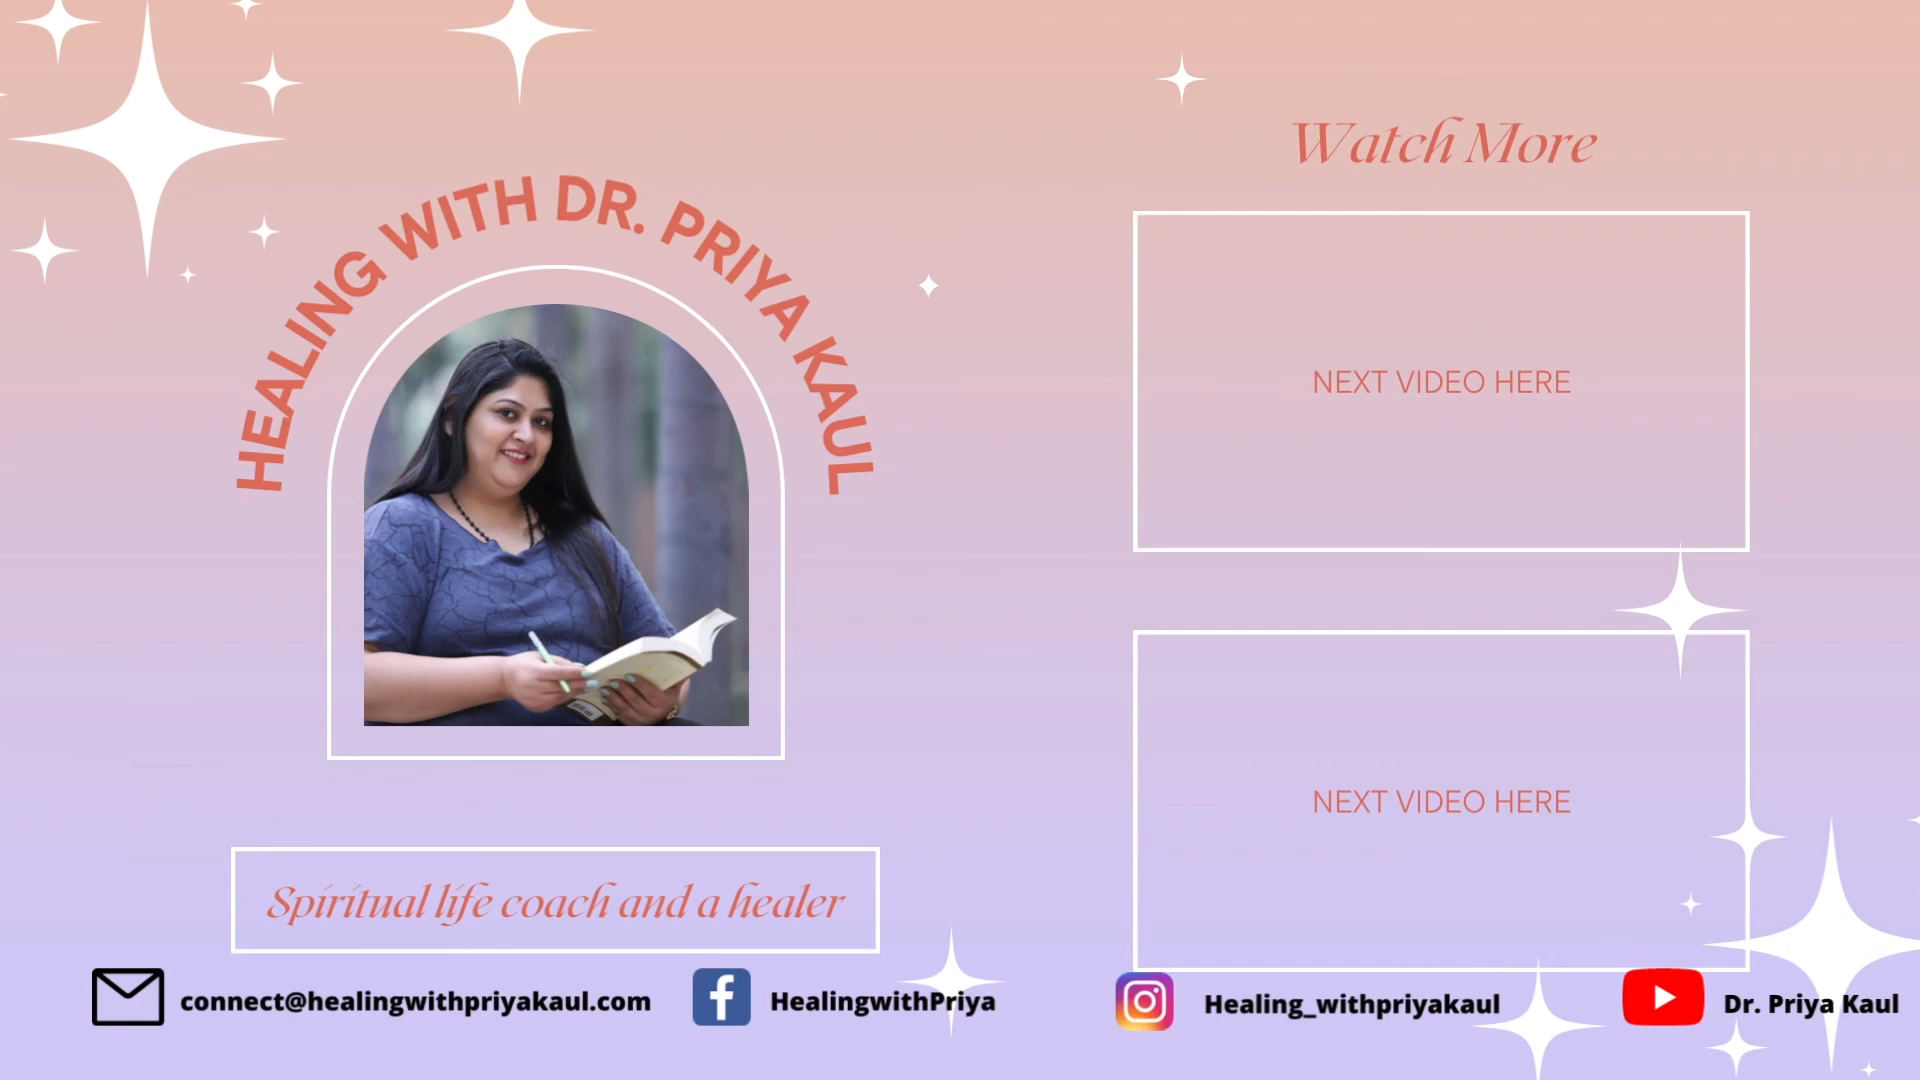 HEALING WITH DR. PRIYA KAUL
Spiritual life coach and a healer
Watch More
NEXT VIDEO HERE
NEXT VIDEO HERE
connect@healingwithpriyakaul.com
HealingwithPriya
Healing_withpriyakaul
Dr. Priya Kaul